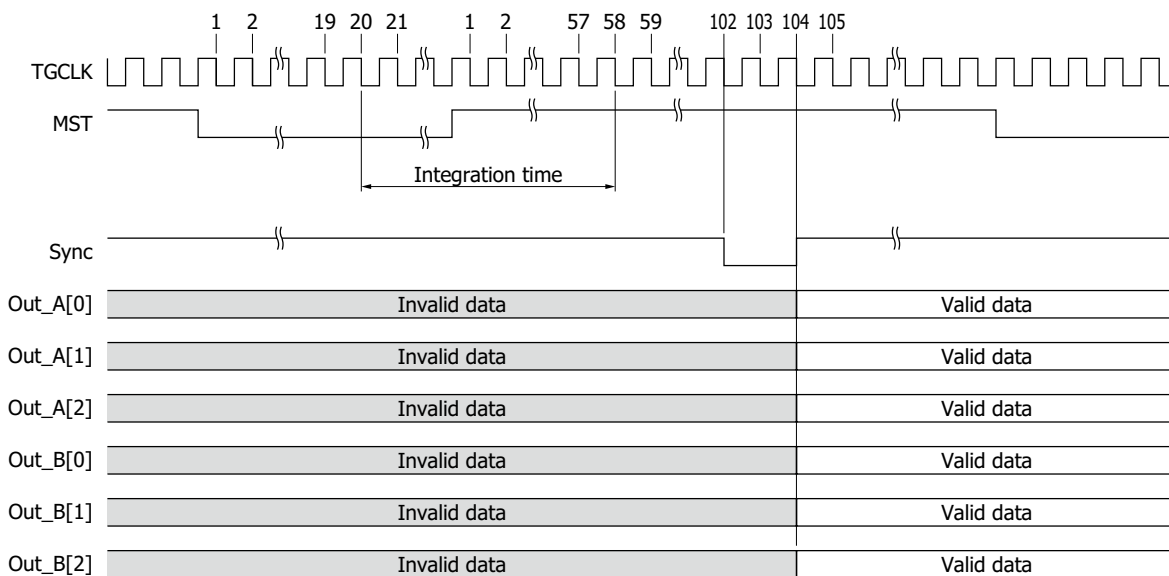 1 2 19 20 21 1 2 57 58 59 102 103 104 105
TGCLK
MST
Integration time
Sync
Out_A[0] Invalid data Valid data
Out_A[1] Invalid data Valid data
Out_A[2] Invalid data Valid data
Out_B[0] Invalid data Valid data
Out_B[1] Invalid data Valid data
Out_B[2] Invalid data Valid data